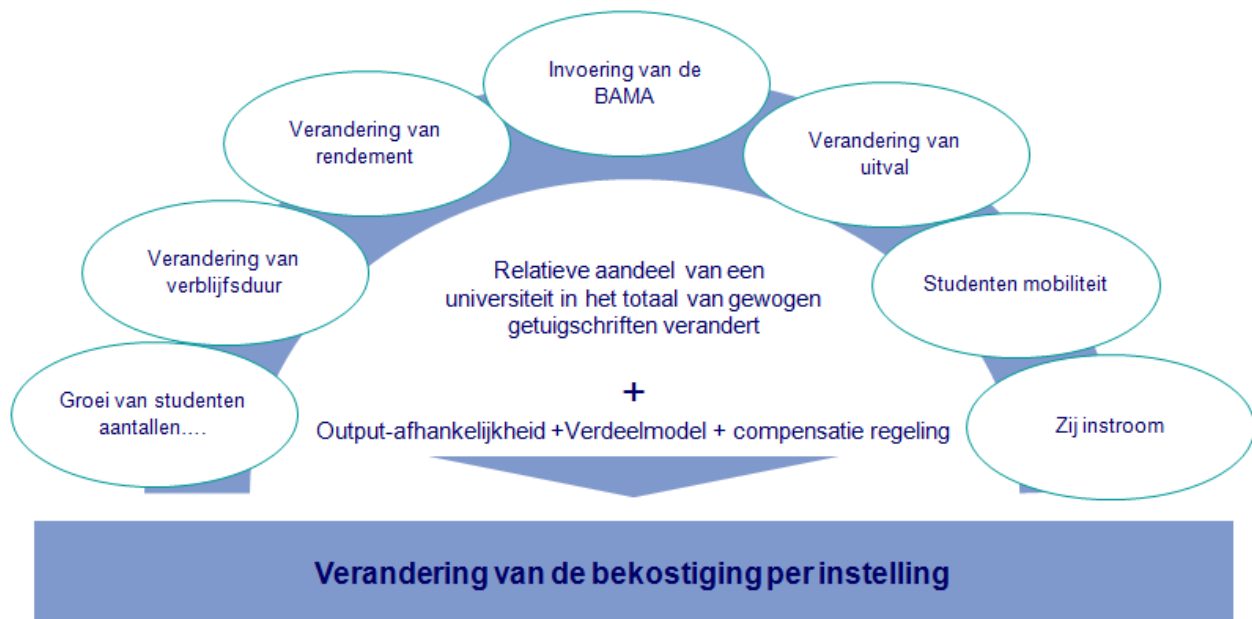 Invoering van de
BAMA
Verandering van
rendement
Verandering van
uitval
Verandering van
verblijfsduur
Studenten mobiliteit
Groei van studenten
aantallen....
Zij instroom
Relatieve aandeel van een
universiteit in het totaal van gewogen
getuigschriften verandert
+
Output-afhankelijkheid +Verdeelmodel + compensatie regeling
Verandering van de bekostiging per instelling